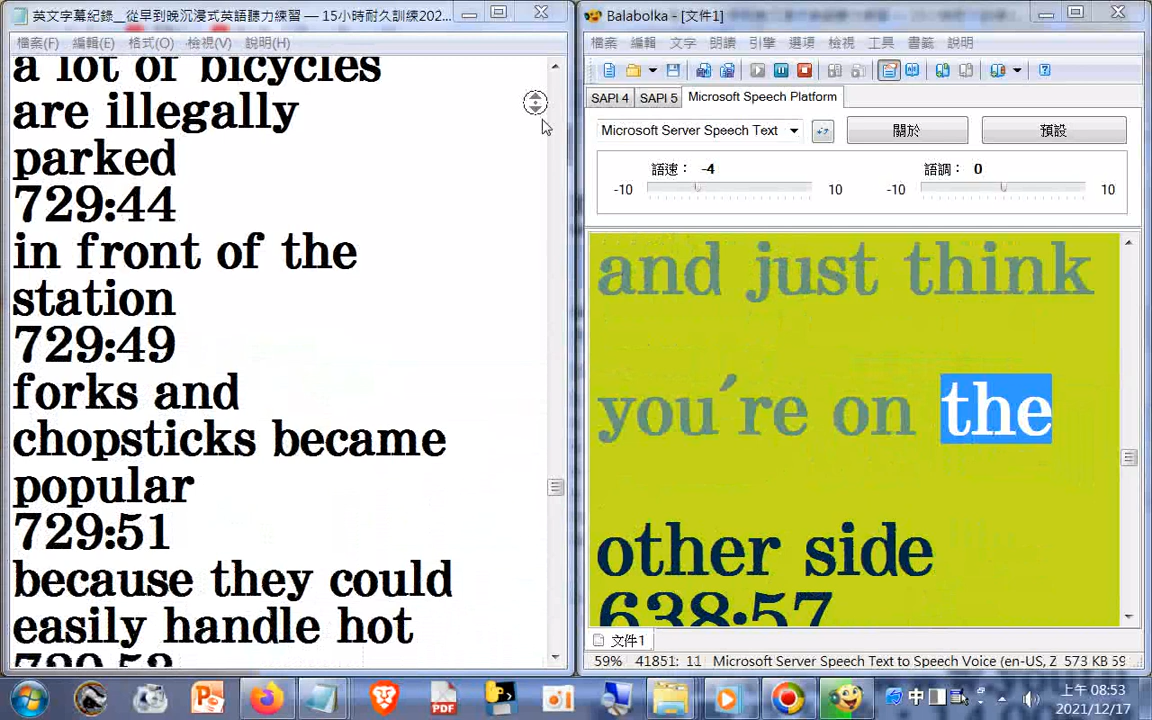 英文字幕紀錄__從早到晚沉浸式英語聽力練習 — 15小時耐久訓練202...
檔案(F) 編輯(E) 格式(O) 檢視(V) 說明(H)
a lot of bicycles
are illegally
parked
729:44
in front of the
station
729:49
forks and
chopsticks became
popular
729:51
because they could
easily handle hot
729:53
Balabolka - [文件1]
檔案 編輯 文字 朗讀 引擎 選項 檢視 工具 書籤 說明
SAPI 4 SAPI 5 Microsoft Speech Platform
Microsoft Server Speech Text 關於 預設
語速： -4 語調： 0
-10 10 -10 10
and just think
you're on the
other side
638:57
文件1
59% 41851: 11 Microsoft Server Speech Text to Speech Voice (en-US, Z 573 KB 59
PDF 中 上午 08:53
2021/12/17